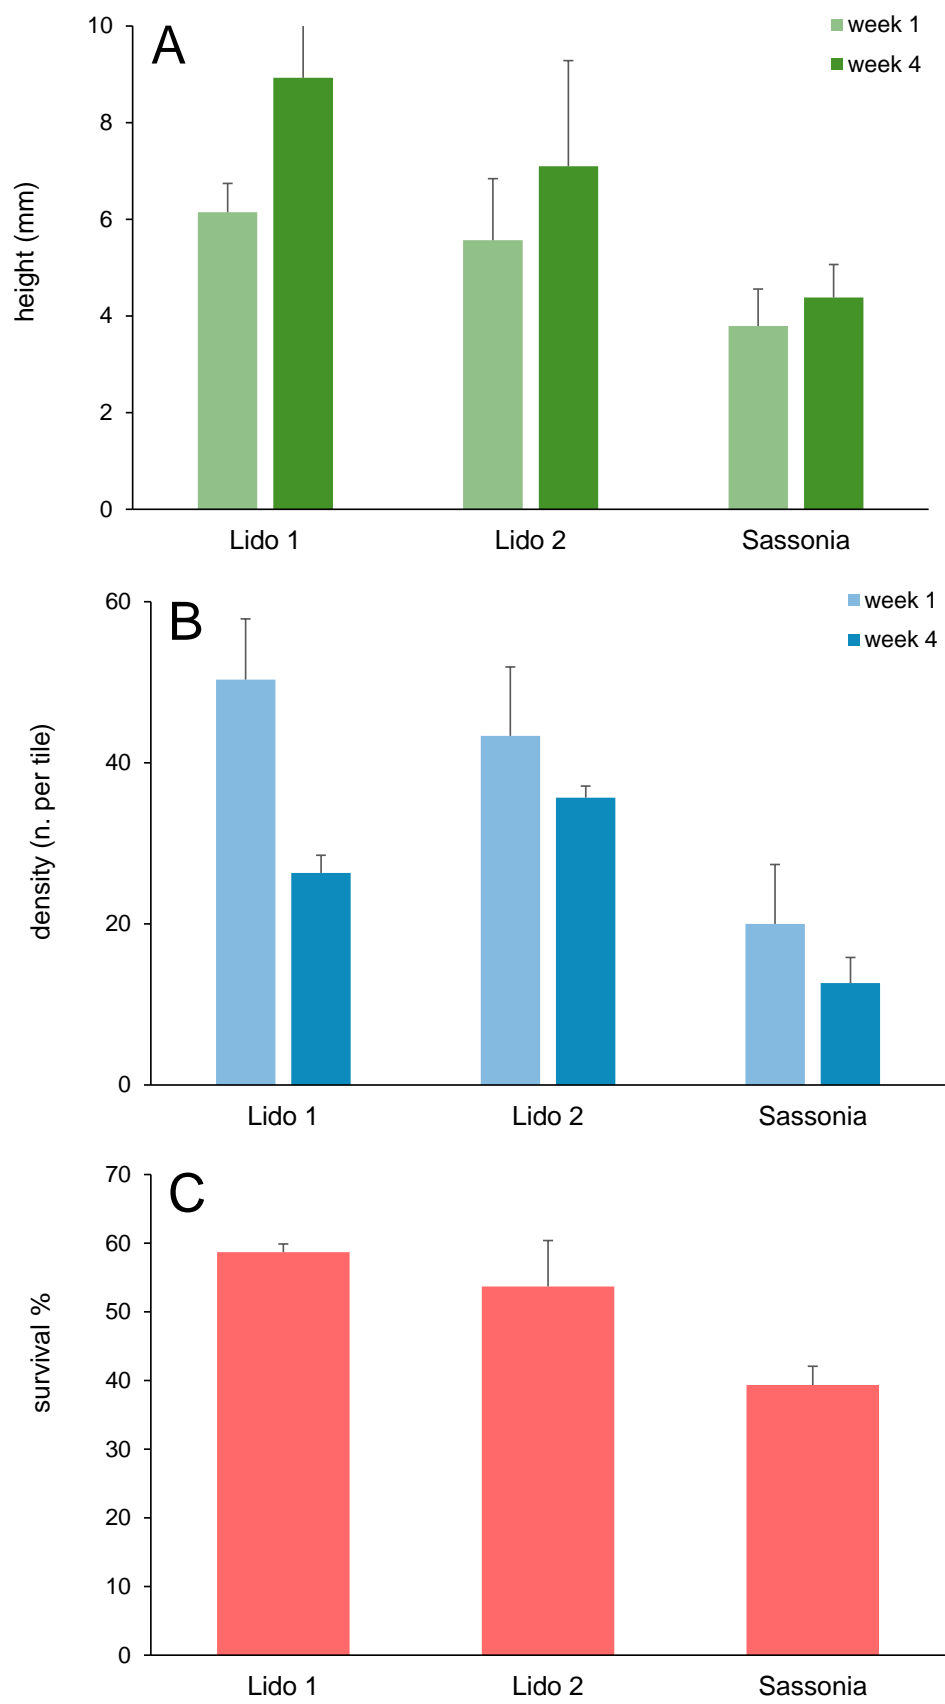 A
week 1
week 4
10
8
6
4
2
0
height (mm)
Lido 1 Lido 2 Sassonia
B
week 1
week 4
60
40
20
0
density (n. per tile)
Lido 1 Lido 2 Sassonia
C
70
60
50
40
30
20
10
0
survival %
Lido 1 Lido 2 Sassonia